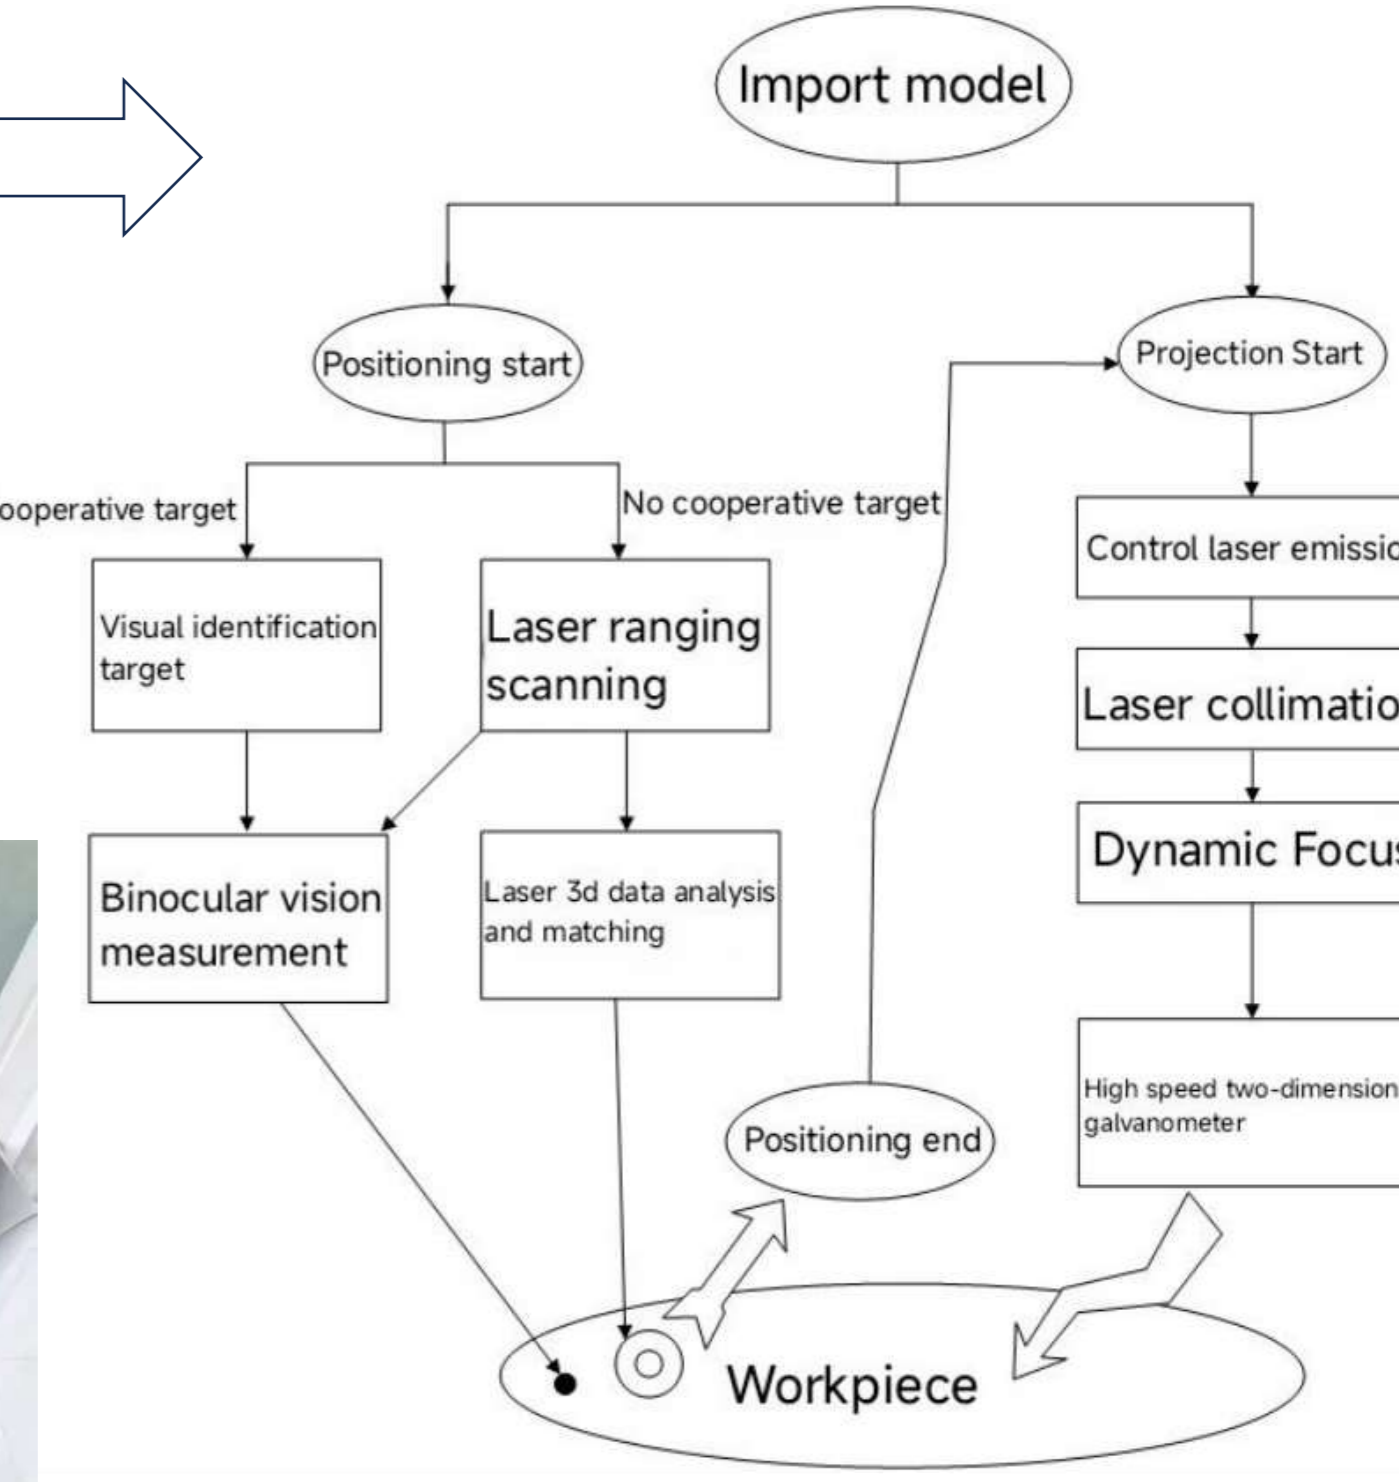 Import model
Positioning start
Projection Start
ooperative target
No cooperative target
Control laser emissio
Visual identification
target
Laser ranging
scanning
Laser collimatio
Dynamic Focus
Binocular vision
measurement
Laser 3d data analysis
and matching
High speed two-dimension
galvanometer
Positioning end
Workpiece